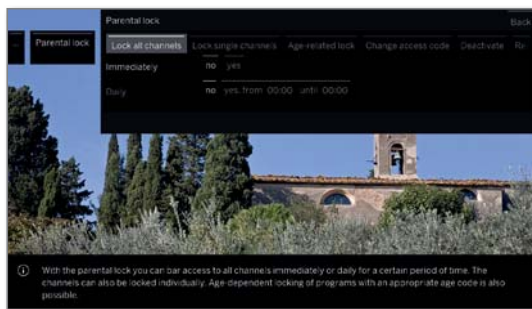 Parental lock
Back
... Parental lock
Lock all channels Lock single channels Age-related lock Change access code Deactivate
Immediately no yes
Daily no yes, from 00:00 until 00:00
With the parental lock you can bar access to all channels immediately or daily for a certain period of time. The
channels can also be locked individually. Age-dependent locking of programs with an appropriate age code is also
possible.